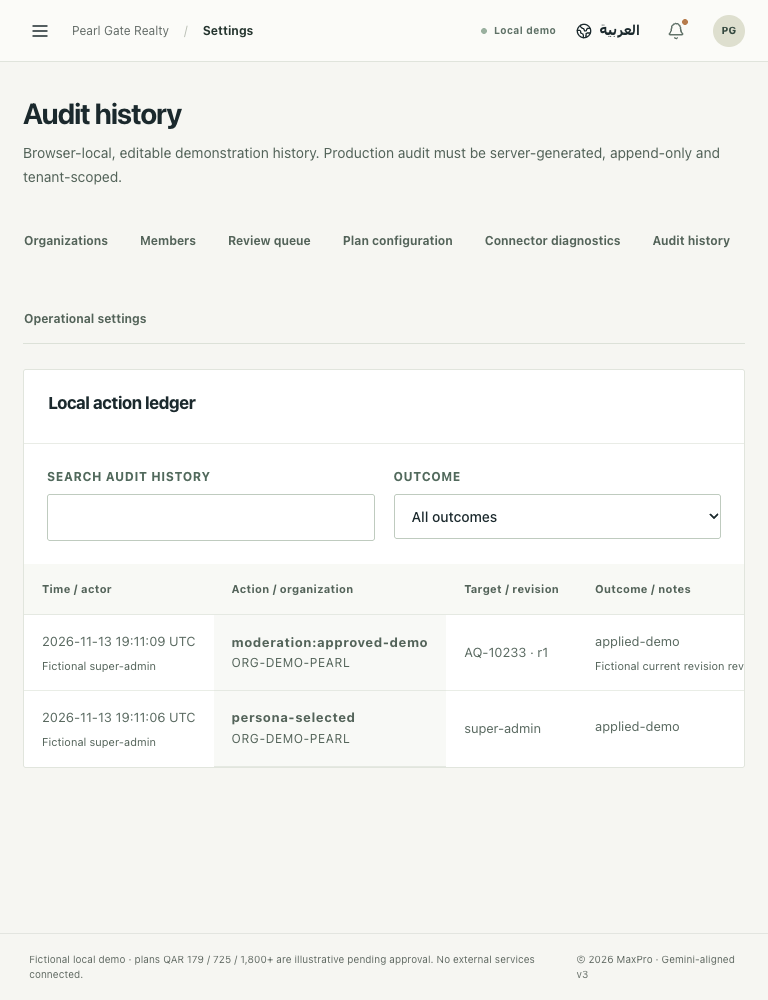 Pearl Gate Realty / Settings
Local demo
العربية
PG
Audit history
Browser-local, editable demonstration history. Production audit must be server-generated, append-only and
tenant-scoped.
Organizations Members Review queue Plan configuration Connector diagnostics Audit history
Operational settings
Local action ledger
SEARCH AUDIT HISTORY OUTCOME
All outcomes
Time / actor Action / organization Target / revision Outcome / notes
2026-11-13 19:11:09 UTC moderation:approved-demo AQ-10233 · r1 applied-demo
Fictional super-admin ORG-DEMO-PEARL Fictional current revision rev
2026-11-13 19:11:06 UTC persona-selected super-admin applied-demo
Fictional super-admin ORG-DEMO-PEARL
Fictional local demo · plans QAR 179 / 725 / 1,800+ are illustrative pending approval. No external services
connected.
© 2026 MaxPro · Gemini-aligned
v3